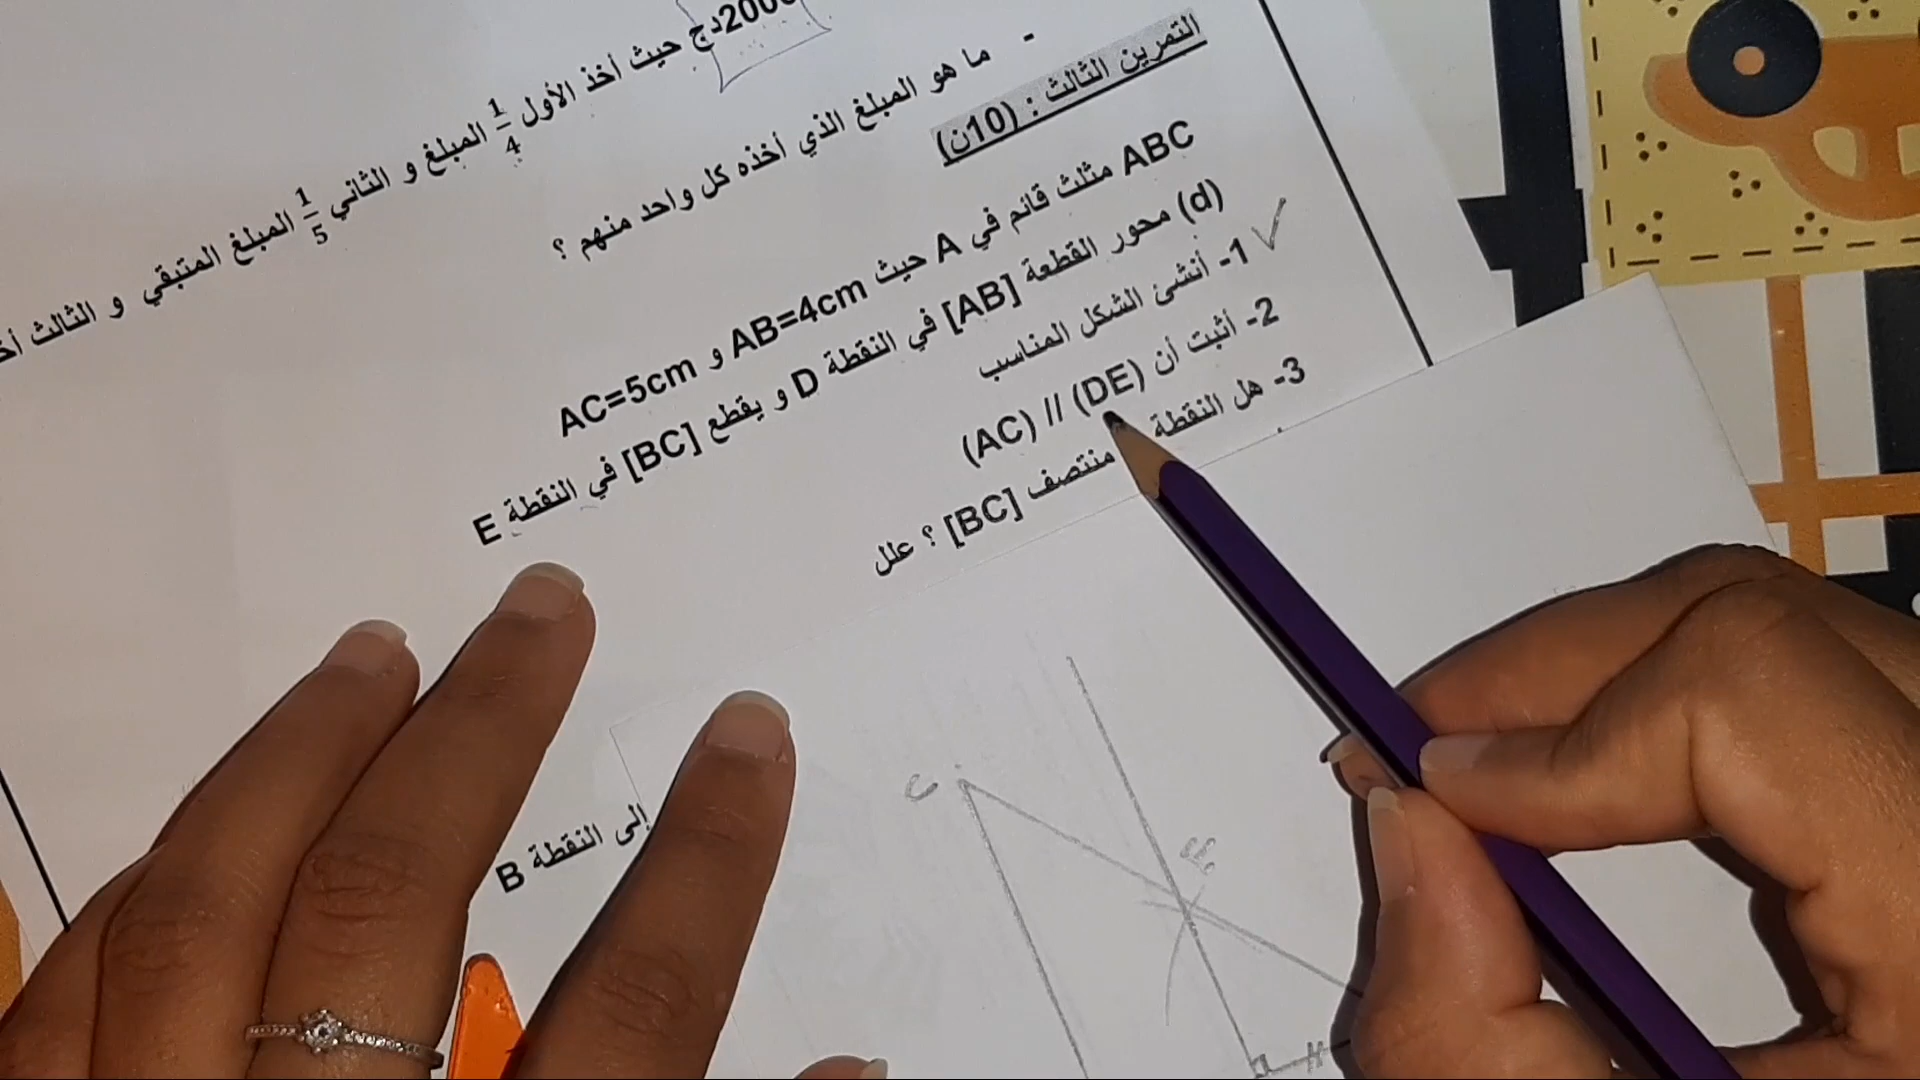 2000دج حيث أخذ الأول 1/4 المبلغ و الثاني 1/5 المبلغ المتبقي و الثالث
- ما هو المبلغ الذي أخذه كل واحد منهم ؟
التمرين الثالث : (10ن)
ABC مثلث قائم في A حيث AB=4cm و AC=5cm
(d) محور القطعة [AB] في النقطة D و يقطع [BC] في النقطة E
1- أنشئ الشكل المناسب
2- أثبت أن (DE) // (AC)
3- هل النقطة منتصف [BC] ؟ علل
إلى النقطة B
C
E